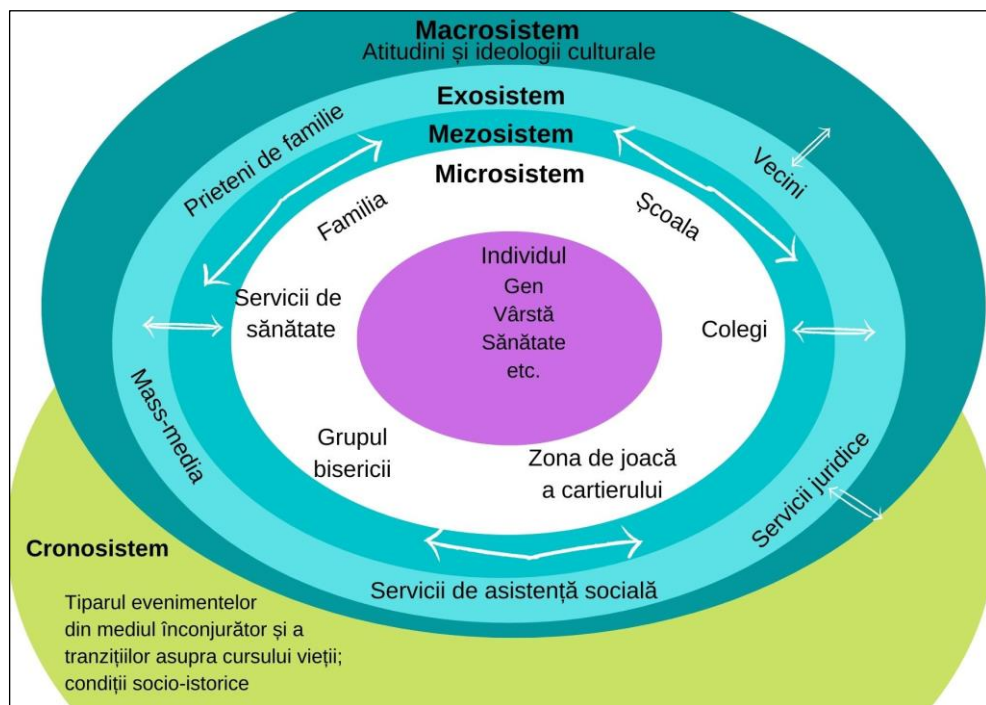 Macrosistem
Atitudini și ideologii culturale
Exosistem
Mezosistem
Microsistem
Prieteni de familie
Vecini
Familia
Școala
Individul
Gen
Vârstă
Sănătate
etc.
Servicii de
sănătate
Colegi
Mass-media
Grupul
bisericii
Zona de joacă
a cartierului
Servicii juridice
Servicii de asistență socială
Cronosistem
Tiparul evenimentelor
din mediul înconjurător și a
tranzițiilor asupra cursului vieții;
condiții socio-istorice